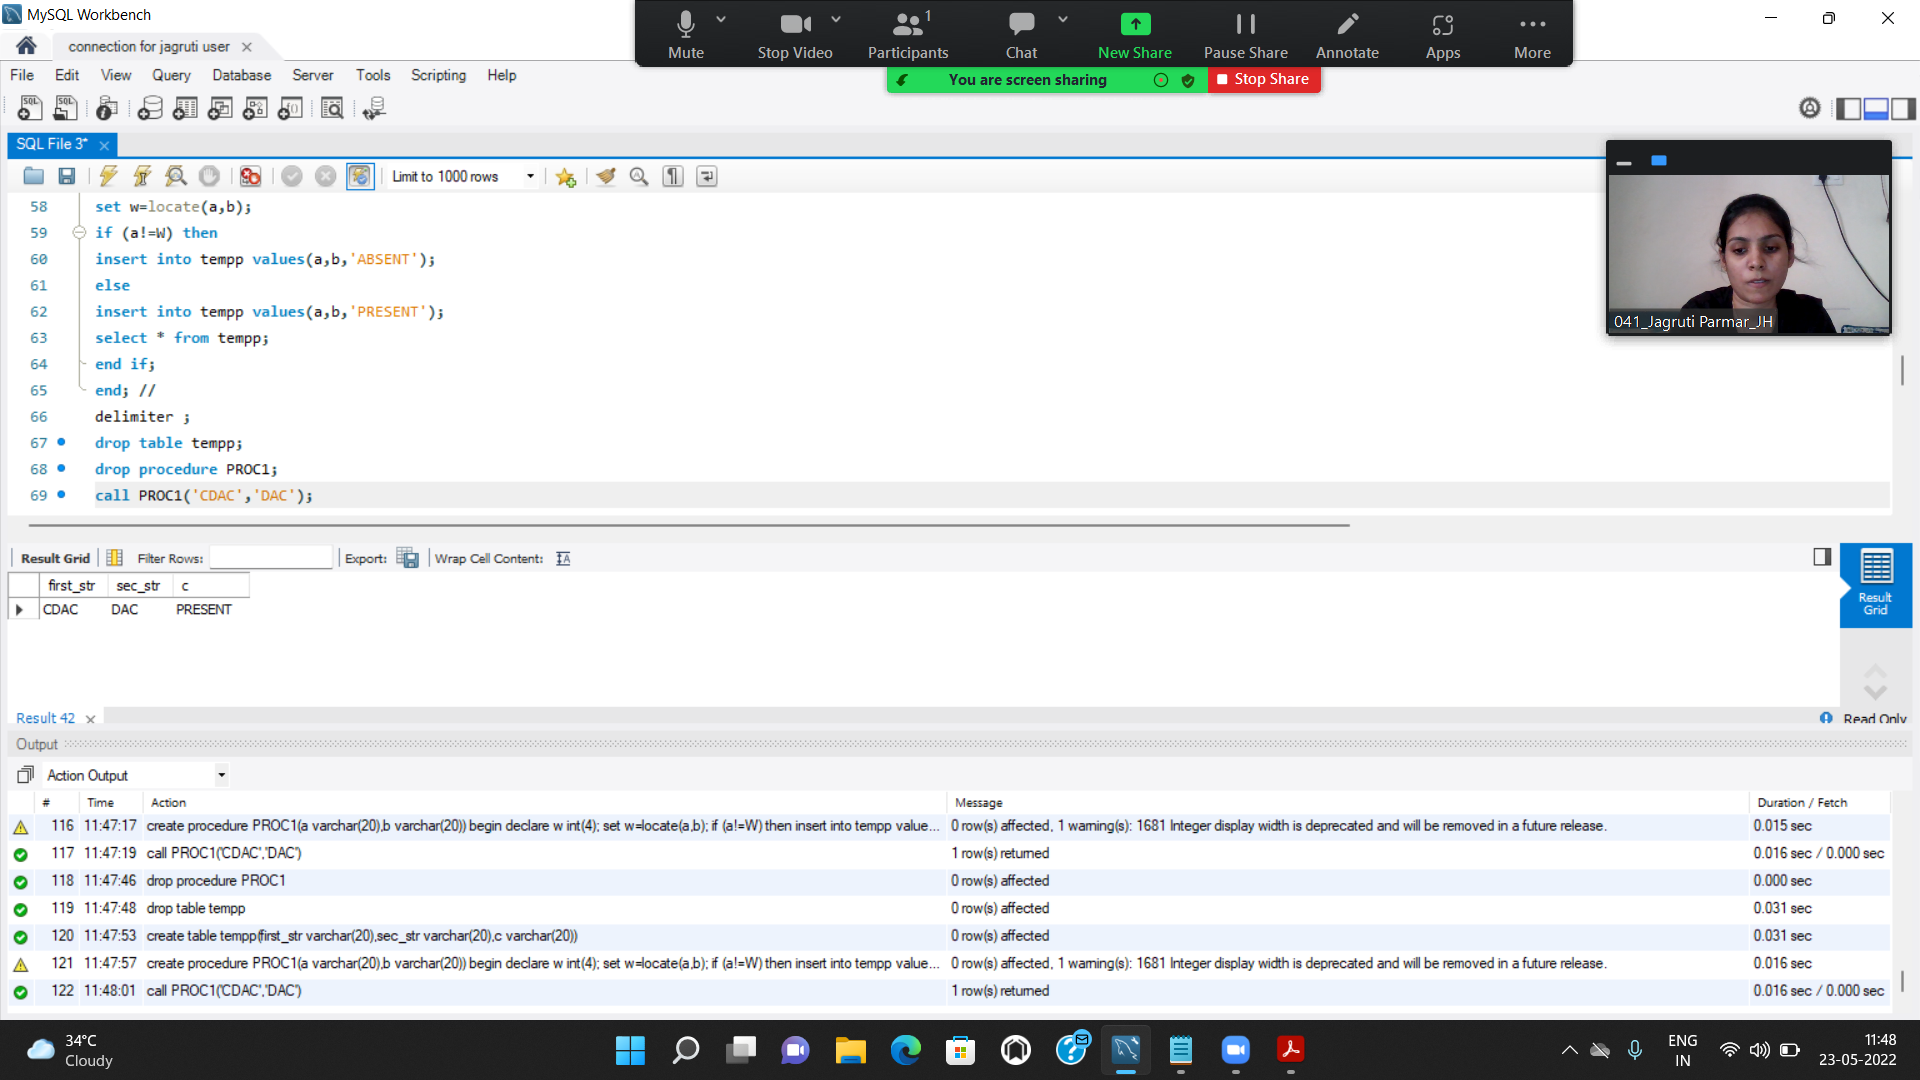 MySQL Workbench
connection for jagruti user
File Edit View Query Database Server Tools Scripting Help
Mute Stop Video Participants 1 Chat New Share Pause Share Annotate Apps More
You are screen sharing Stop Share
SQL File 3*
Limit to 1000 rows
58 set w=locate(a,b);
59 if (a!=W) then
60 insert into tempp values(a,b,'ABSENT');
61 else
62 insert into tempp values(a,b,'PRESENT');
63 select * from tempp;
64 end if;
65 end; //
66 delimiter ;
67 drop table tempp;
68 drop procedure PROC1;
69 call PROC1('CDAC','DAC');
041_Jagruti Parmar_JH
Result Grid Filter Rows: Export: Wrap Cell Content:
first_str sec_str c
CDAC DAC PRESENT
Result Grid
Result 42 Read Only
Output
Action Output
# Time Action Message Duration / Fetch
116 11:47:17 create procedure PROC1(a varchar(20),b varchar(20)) begin declare w int(4); set w=locate(a,b); if (a!=W) then insert into tempp value... 0 row(s) affected, 1 warning(s): 1681 Integer display width is deprecated and will be removed in a future release. 0.015 sec
117 11:47:19 call PROC1('CDAC','DAC') 1 row(s) returned 0.016 sec / 0.000 sec
118 11:47:46 drop procedure PROC1 0 row(s) affected 0.000 sec
119 11:47:48 drop table tempp 0 row(s) affected 0.031 sec
120 11:47:53 create table tempp(first_str varchar(20),sec_str varchar(20),c varchar(20)) 0 row(s) affected 0.031 sec
121 11:47:57 create procedure PROC1(a varchar(20),b varchar(20)) begin declare w int(4); set w=locate(a,b); if (a!=W) then insert into tempp value... 0 row(s) affected, 1 warning(s): 1681 Integer display width is deprecated and will be removed in a future release. 0.016 sec
122 11:48:01 call PROC1('CDAC','DAC') 1 row(s) returned 0.016 sec / 0.000 sec
34°C
Cloudy
ENG
IN
11:48
23-05-2022